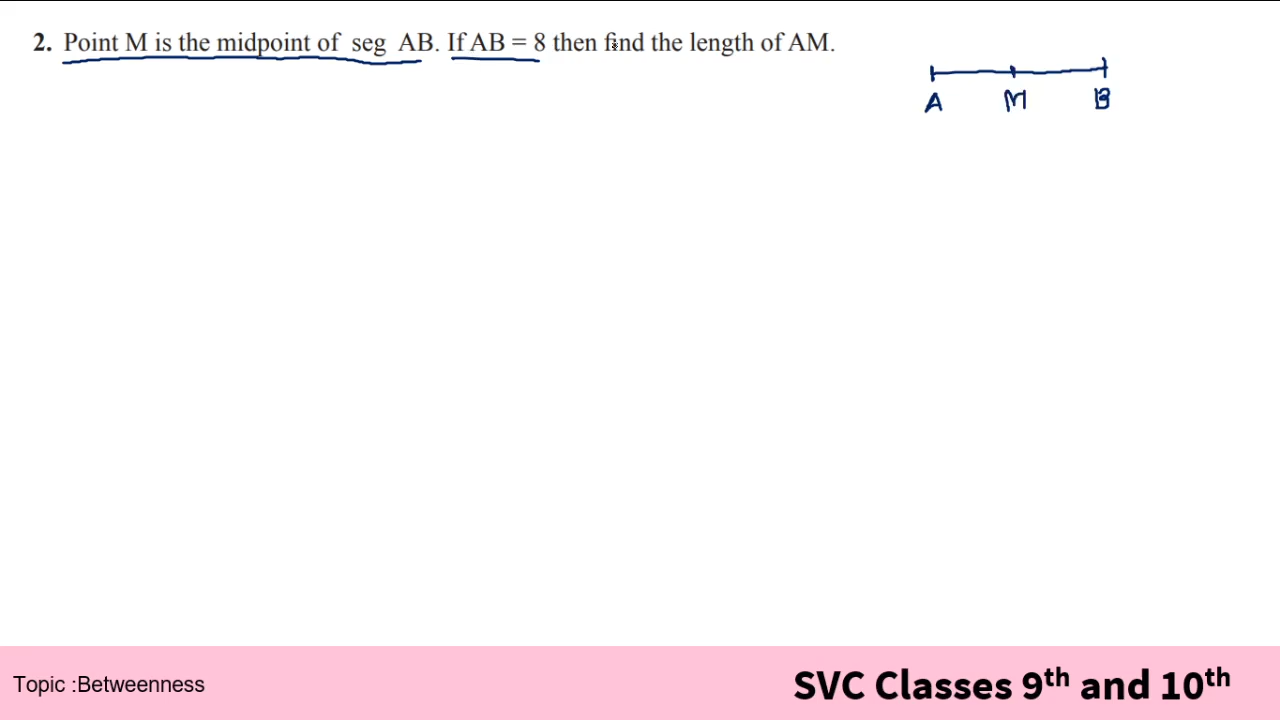 2. Point M is the midpoint of seg AB. If AB = 8 then find the length of AM.
A M B
Topic :Betweenness
SVC Classes 9th and 10th